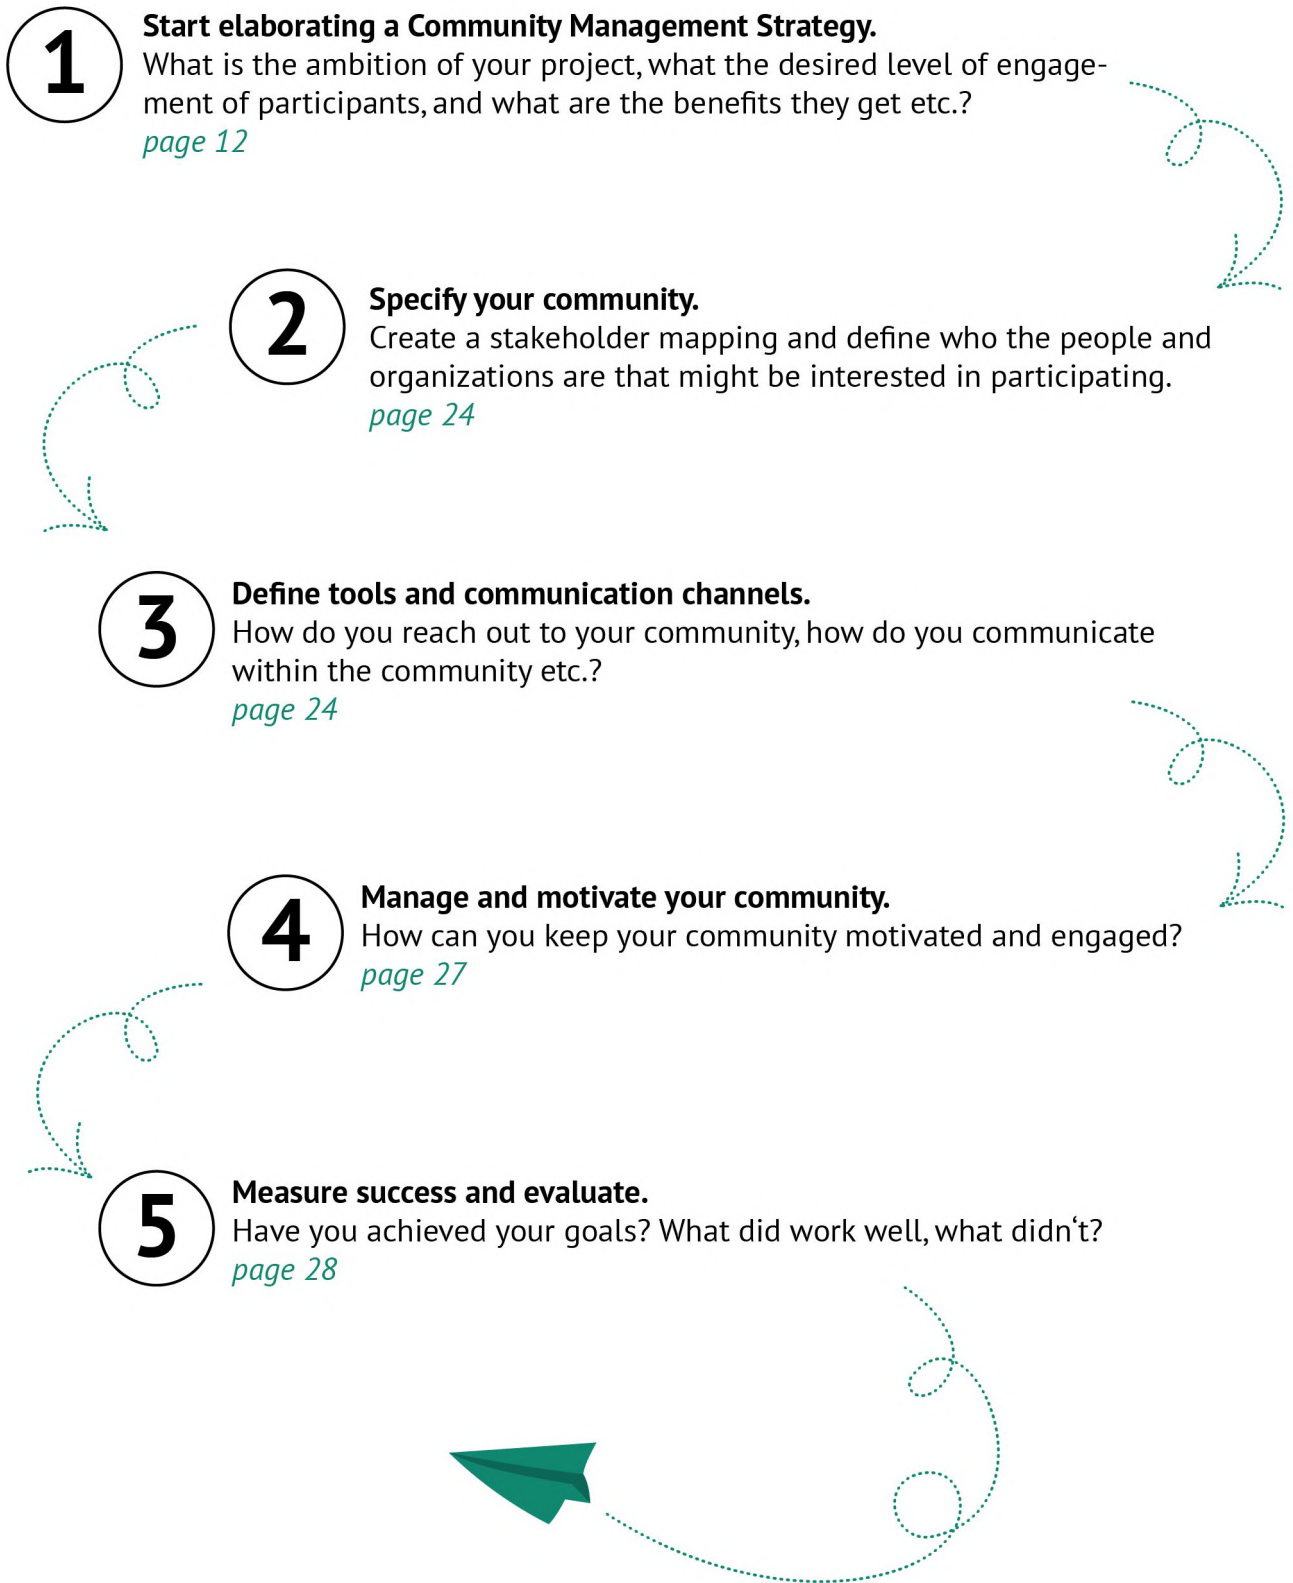 1
Start elaborating a Community Management Strategy.
What is the ambition of your project, what the desired level of engage-
ment of participants, and what are the benefits they get etc.?
page 12
2
Specify your community.
Create a stakeholder mapping and define who the people and
organizations are that might be interested in participating.
page 24
3
Define tools and communication channels.
How do you reach out to your community, how do you communicate
within the community etc.?
page 24
4
Manage and motivate your community.
How can you keep your community motivated and engaged?
page 27
5
Measure success and evaluate.
Have you achieved your goals? What did work well, what didn‘t?
page 28